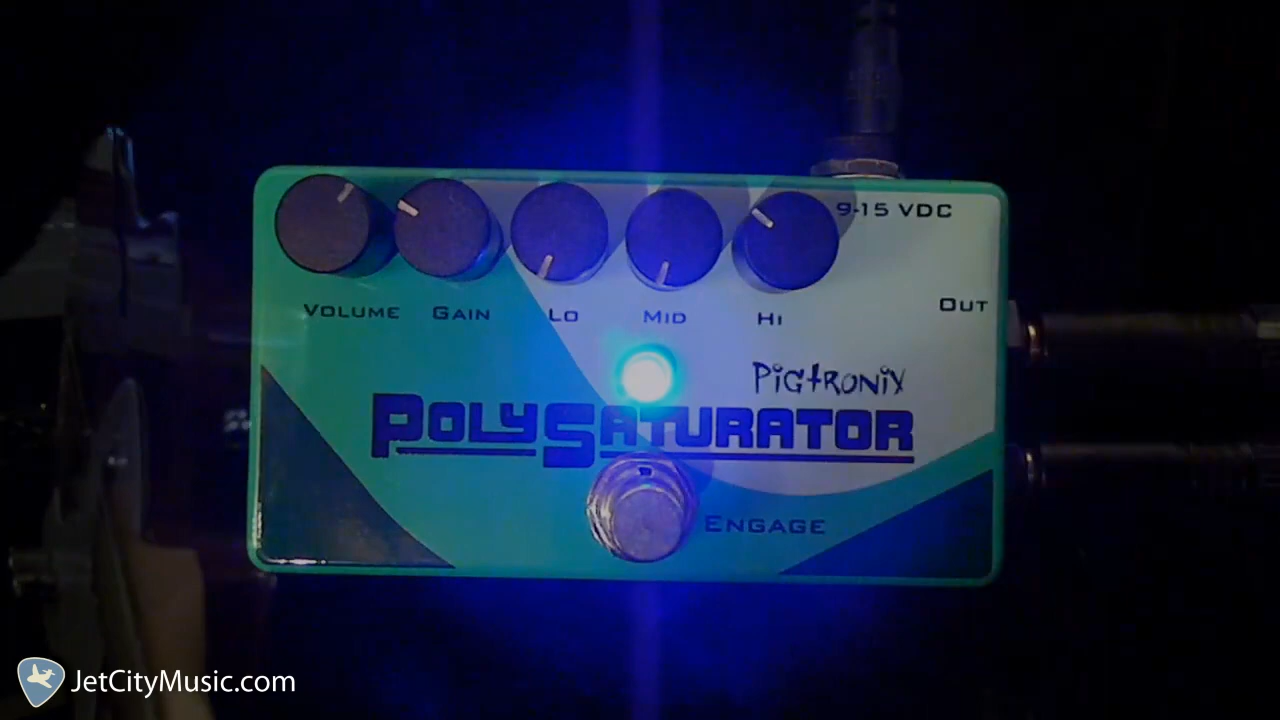 9-15 VDC
VOLUME GAIN LO MID HI
OUT
PigtRoNiX
POLYSATURATOR
ENGAGE
JetCityMusic.com